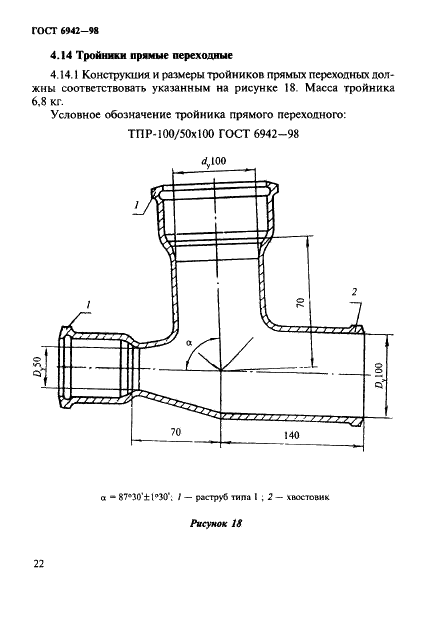 ГОСТ 6942—98
4.14 Тройники прямые переходные
4.14.1 Конструкция и размеры тройников прямых переходных дол-
жны соответствовать указанным на рисунке 18. Масса тройника
6,8 кг.
Условное обозначение тройника прямого переходного:
ТПР-100/50х100 ГОСТ 6942—98
dу100
1
70
2
1
α
Dу50
Dу100
70
140
α = 87°30'±1°30'; 1 — раструб типа 1 ; 2 — хвостовик
Рисунок 18
22